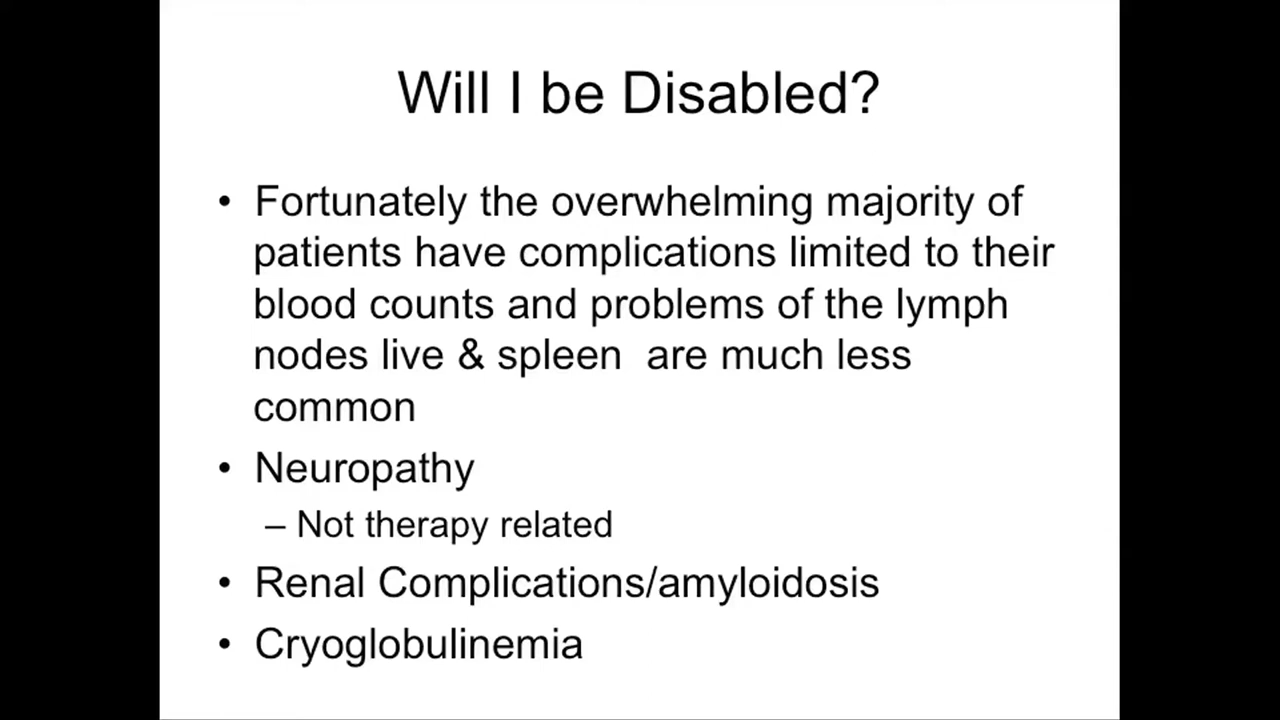 Will I be Disabled?
• Fortunately the overwhelming majority of
patients have complications limited to their
blood counts and problems of the lymph
nodes live & spleen  are much less
common
• Neuropathy
– Not therapy related
• Renal Complications/amyloidosis
• Cryoglobulinemia